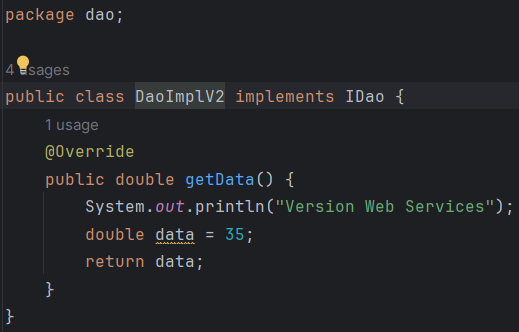 package dao;
4 usages
public class DaoImplV2 implements IDao {
1 usage
@Override
public double getData() {
System.out.println("Version Web Services");
double data = 35;
return data;
}
}